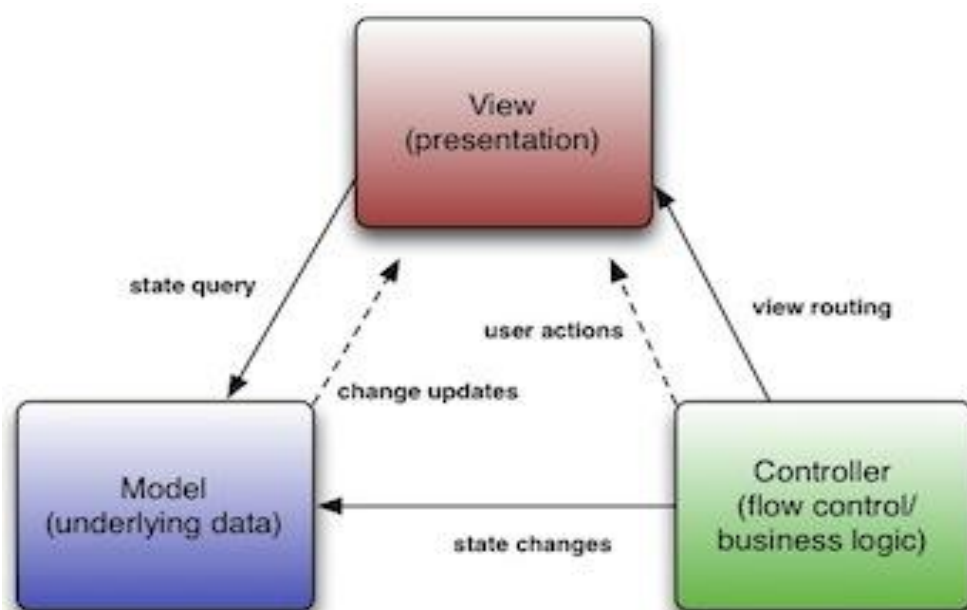 View
(presentation)
state query
view routing
user actions
change updates
Model
(underlying data)
Controller
(flow control/
business logic)
state changes